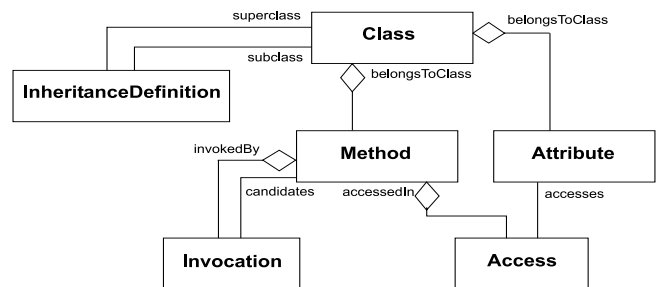 superclass
Class
belongsToClass
subclass
belongsToClass
InheritanceDefinition
invokedBy
Method
Attribute
candidates
accessedIn
accesses
Invocation
Access